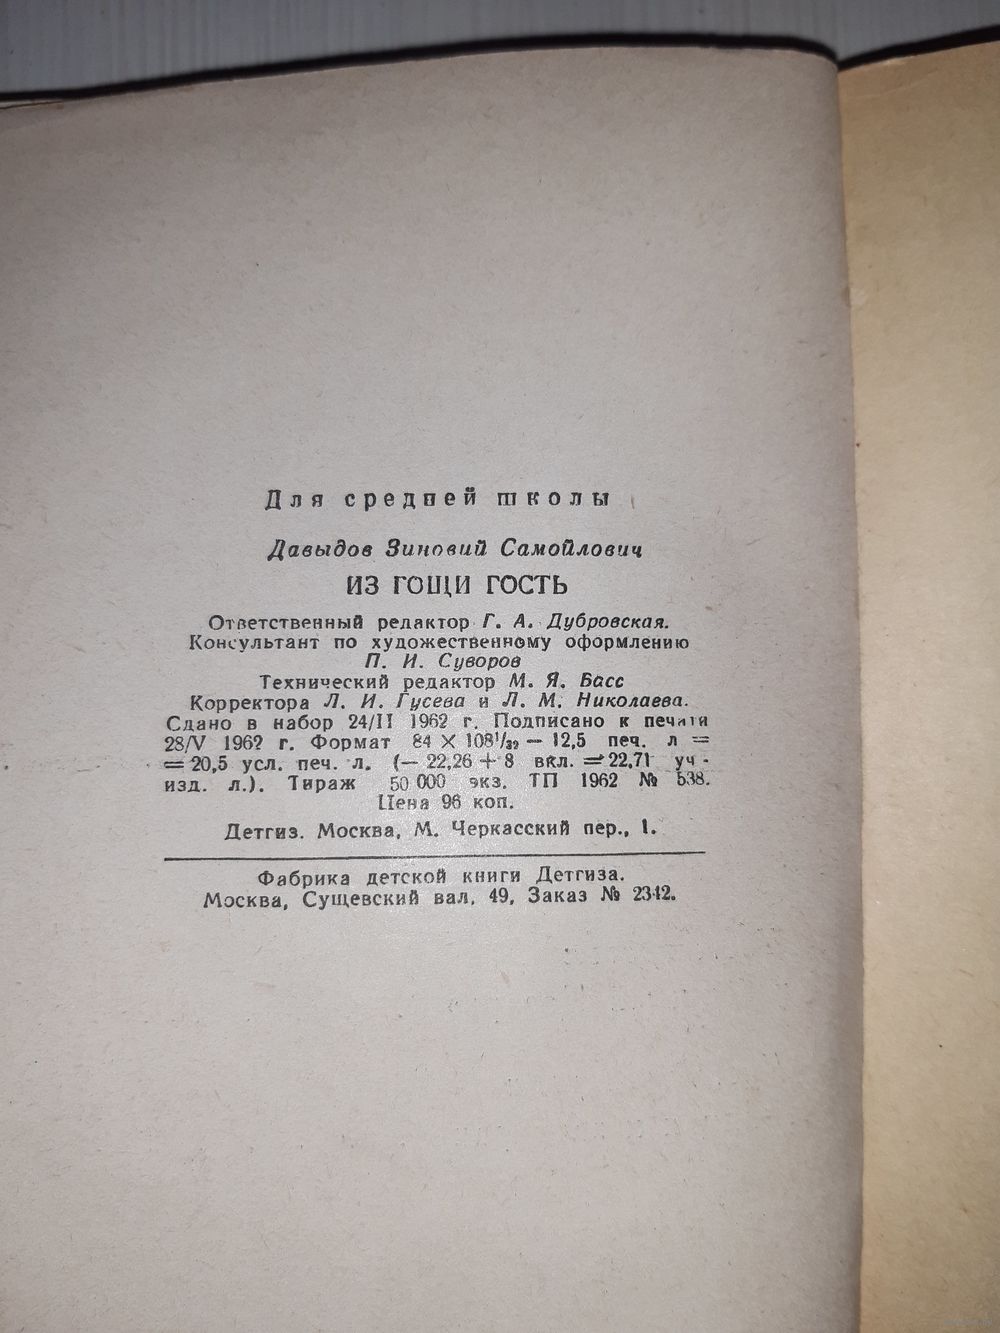 Для средней школы
Давыдов Зиновий Самойлович
ИЗ ГОЩИ ГОСТЬ
Ответственный редактор Г. А. Дубровская.
Консультант по художественному оформлению
П. И. Суворов
Технический редактор М. Я. Басс
Корректора Л. И. Гусева и Л. М. Николаева.
Сдано в набор 24/II 1962 г. Подписано к печати
28/V 1962 г. Формат 84 × 108¹/₃₂ — 12,5 печ. л =
= 20,5 усл. печ. л. (— 22,26 + 8 вкл. = 22,71 уч-
изд. л.). Тираж 50 000 экз. ТП 1962 № 538.
Цена 96 коп.
Детгиз. Москва, М. Черкасский пер., 1.
Фабрика детской книги Детгиза.
Москва, Сущевский вал, 49, Заказ № 2342.